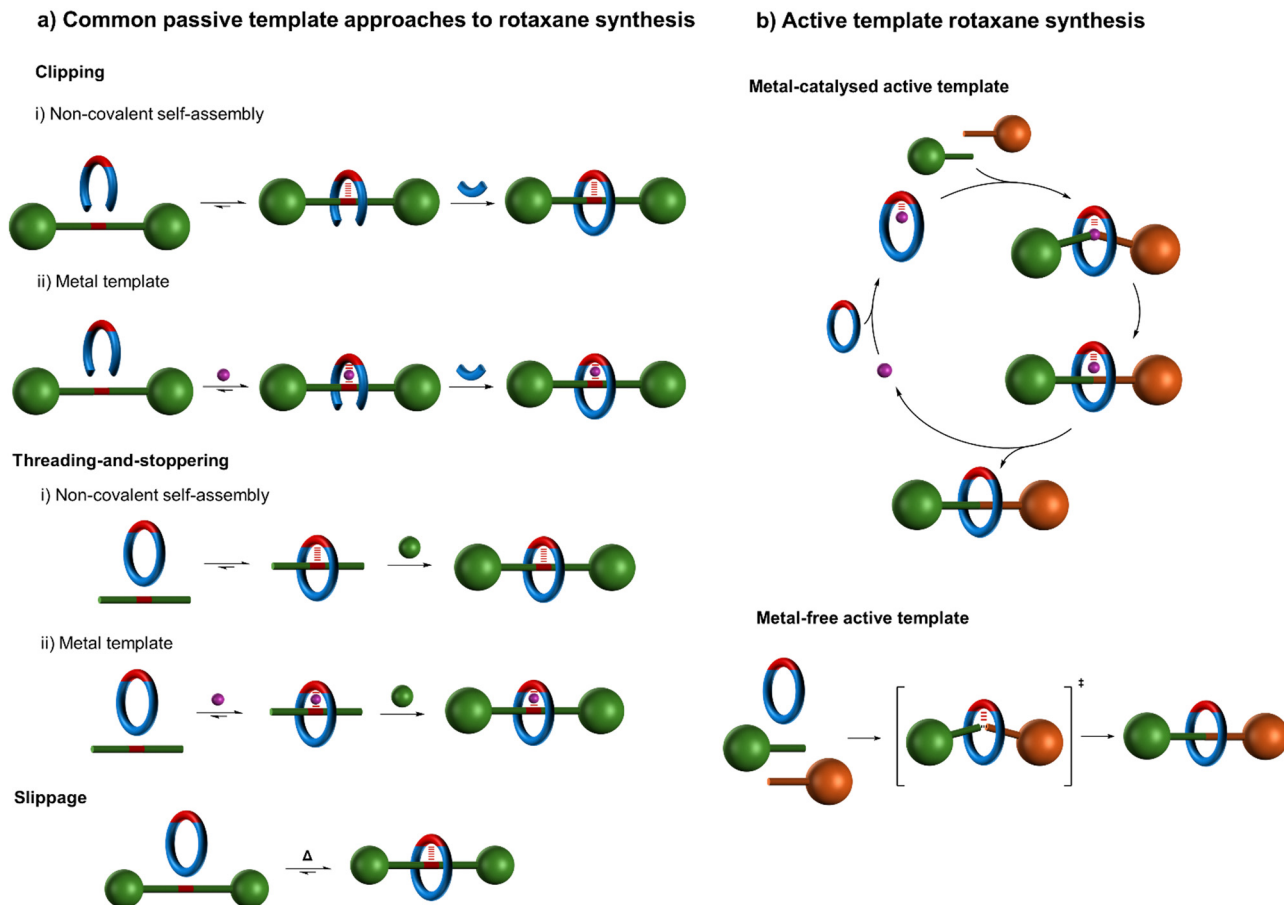 a) Common passive template approaches to rotaxane synthesis
Clipping
i) Non-covalent self-assembly
ii) Metal template
Threading-and-stoppering
i) Non-covalent self-assembly
ii) Metal template
Slippage
Δ
b) Active template rotaxane synthesis
Metal-catalysed active template
Metal-free active template
‡